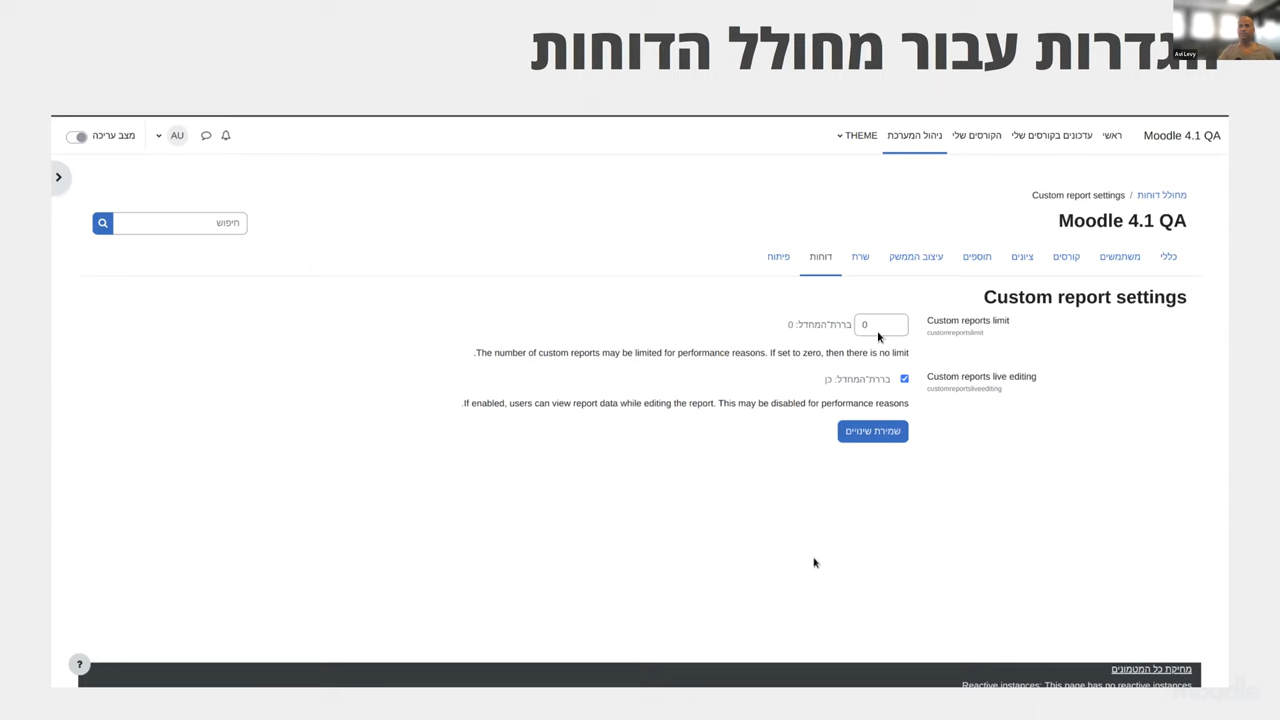 הגדרות עבור מחולל הדוחות
Avi Levy
Moodle 4.1 QA
ראשי
עדכונים בקורסים שלי
הקורסים שלי
ניהול המערכת
THEME
AU
מצב עריכה
מחולל דוחות / Custom report settings
Moodle 4.1 QA
חיפוש
כללי
משתמשים
קורסים
ציונים
תוספים
עיצוב הממשק
שרת
דוחות
פיתוח
Custom report settings
Custom reports limit
customreportslimit
0
בררת־המחדל: 0
.The number of custom reports may be limited for performance reasons. If set to zero, then there is no limit
Custom reports live editing
customreportsliveediting
בררת־המחדל: כן
.If enabled, users can view report data while editing the report. This may be disabled for performance reasons
שמירת שינויים
?
מחיקת כל המטמונים
Reactive instances: This page has no reactive instances
moodle